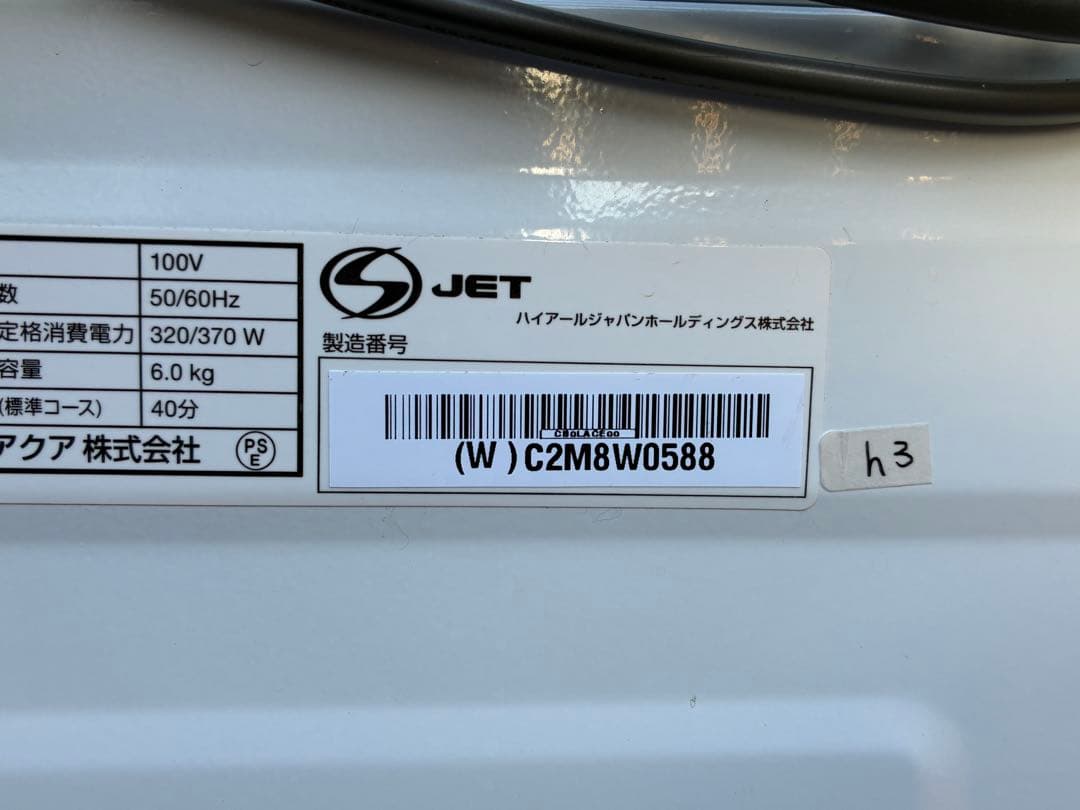 100V
数 50/60Hz
定格消費電力 320/370 W
容量 6.0 kg
(標準コース) 40分
アクア 株式会社 PS E
S JET
ハイアールジャパンホールディングス株式会社
製造番号
(W )C2M8W0588
h3